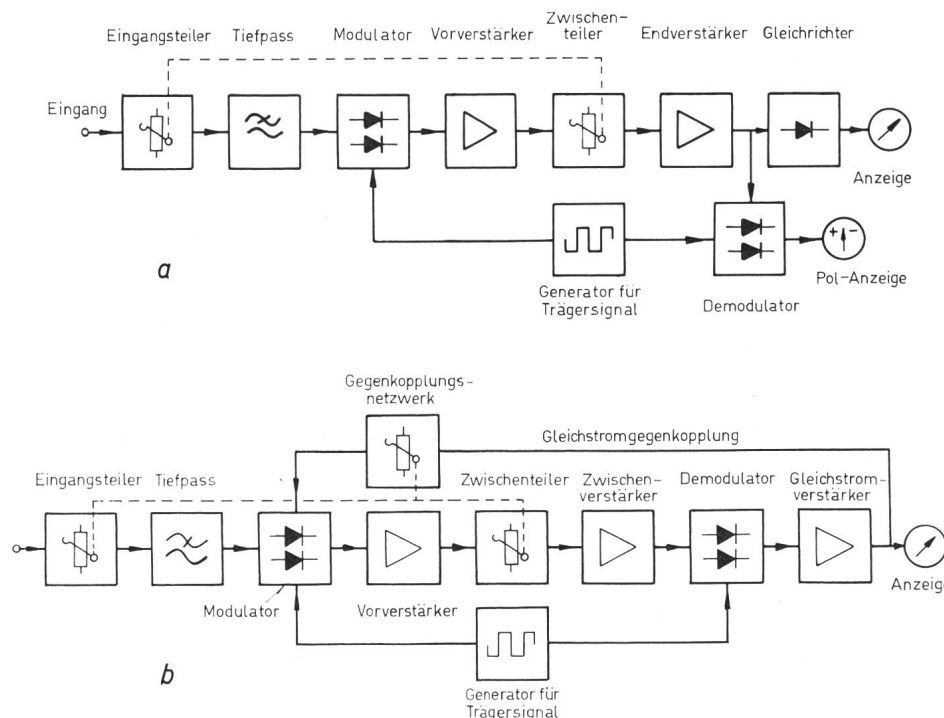 a
Eingangsteiler
Tiefpass
Modulator
Vorverstärker
Zwischen-
teiler
Endverstärker
Gleichrichter
Eingang
Anzeige
+ -
Pol-Anzeige
Generator für
Trägersignal
Demodulator
b
Gegenkopplungs-
netzwerk
Gleichstromgegenkopplung
Eingangsteiler
Tiefpass
Zwischenteiler
Zwischen-
verstärker
Demodulator
Gleichstrom-
verstärker
Modulator
Vorverstärker
Anzeige
Generator für
Trägersignal